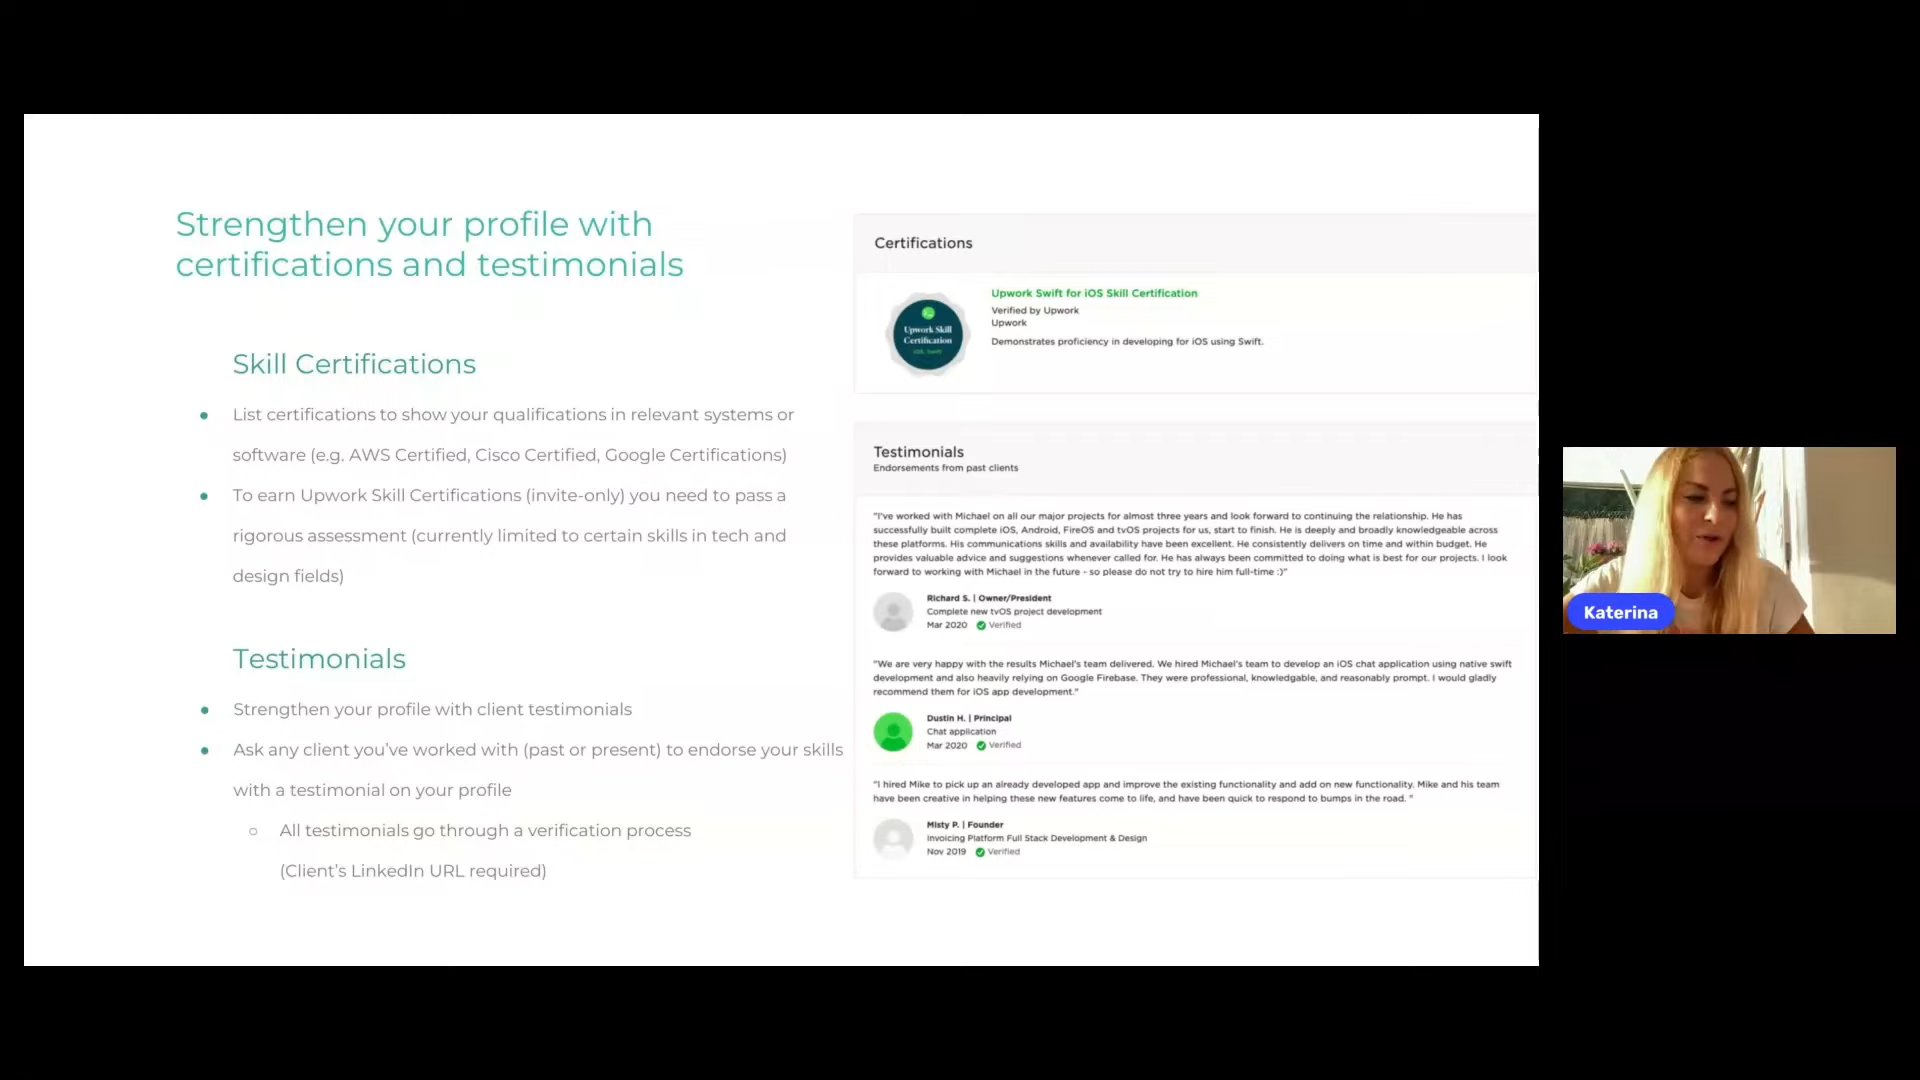 Strengthen your profile with
certifications and testimonials
Skill Certifications
List certifications to show your qualifications in relevant systems or
software (e.g. AWS Certified, Cisco Certified, Google Certifications)
To earn Upwork Skill Certifications (invite-only) you need to pass a
rigorous assessment (currently limited to certain skills in tech and
design fields)
Testimonials
Strengthen your profile with client testimonials
Ask any client you’ve worked with (past or present) to endorse your skills
with a testimonial on your profile
All testimonials go through a verification process
(Client’s LinkedIn URL required)
Certifications
Upwork Skill
Certification
iOS, Swift
Upwork Swift for iOS Skill Certification
Verified by Upwork
Upwork
Demonstrates proficiency in developing for iOS using Swift.
Testimonials
Endorsements from past clients
"I've worked with Michael on all our major projects for almost three years and look forward to continuing the relationship. He has
successfully built complete iOS, Android, FireOS and tvOS projects for us, start to finish. He is deeply and broadly knowledgeable across
these platforms. His communications skills and availability have been excellent. He consistently delivers on time and within budget. He
provides valuable advice and suggestions whenever called for. He has always been committed to doing what is best for our projects. I look
forward to working with Michael in the future - so please do not try to hire him full-time :)"
Richard S. | Owner/President
Complete new tvOS project development
Mar 2020 Verified
"We are very happy with the results Michael's team delivered. We hired Michael's team to develop an iOS chat application using native swift
development and also heavily relying on Google Firebase. They were professional, knowledgable, and reasonably prompt. I would gladly
recommend them for iOS app development."
Dustin H. | Principal
Chat application
Mar 2020 Verified
"I hired Mike to pick up an already developed app and improve the existing functionality and add on new functionality. Mike and his team
have been creative in helping these new features come to life, and have been quick to respond to bumps in the road. "
Misty P. | Founder
Invoicing Platform Full Stack Development & Design
Nov 2019 Verified
Katerina